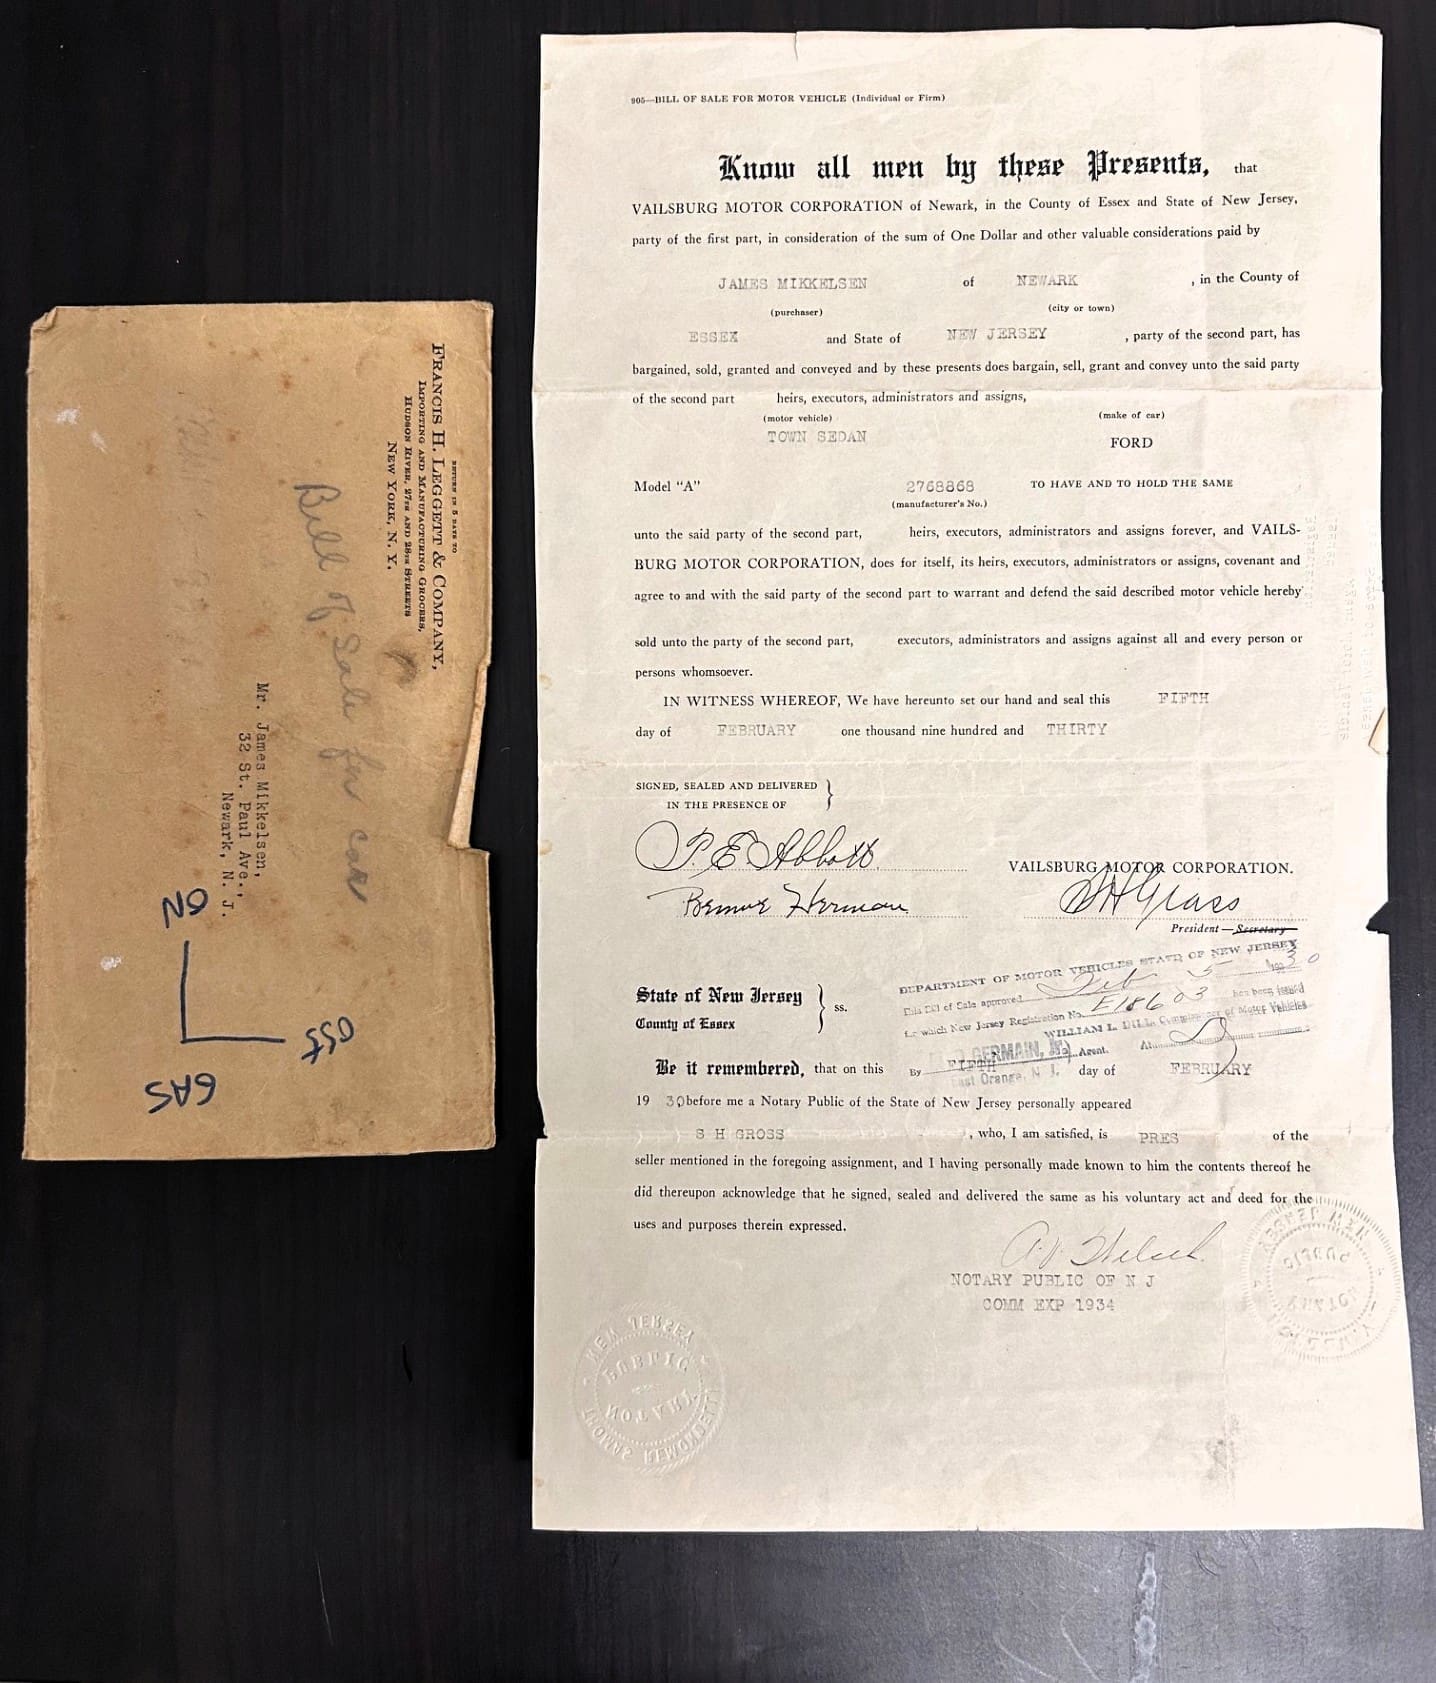 RETURN IN 5 DAYS TO
FRANCIS H. LEGGETT & COMPANY,
IMPORTING AND MANUFACTURING GROCERS,
HUDSON RIVER, 27TH AND 28TH STREETS
NEW YORK, N. Y.
Bill of Sale for car
Mr. James Mikkelsen,
32 St. Paul Ave.,
Newark, N. J.
ON
OFF
GAS
905—BILL OF SALE FOR MOTOR VEHICLE (Individual or Firm)
Know all men by these Presents, that
VAILSBURG MOTOR CORPORATION of Newark, in the County of Essex and State of New Jersey,
party of the first part, in consideration of the sum of One Dollar and other valuable considerations paid by
JAMES MIKKELSEN of NEWARK , in the County of
(purchaser) (city or town)
ESSEX and State of NEW JERSEY , party of the second part, has
bargained, sold, granted and conveyed and by these presents does bargain, sell, grant and convey unto the said party
of the second part heirs, executors, administrators and assigns,
(motor vehicle) (make of car)
TOWN SEDAN FORD
Model "A" 2768868 TO HAVE AND TO HOLD THE SAME
(manufacturer's No.)
unto the said party of the second part, heirs, executors, administrators and assigns forever, and VAILS-
BURG MOTOR CORPORATION, does for itself, its heirs, executors, administrators or assigns, covenant and
agree to and with the said party of the second part to warrant and defend the said described motor vehicle hereby
sold unto the party of the second part, executors, administrators and assigns against all and every person or
persons whomsoever.
IN WITNESS WHEREOF, We have hereunto set our hand and seal this FIFTH
day of FEBRUARY one thousand nine hundred and THIRTY
SIGNED, SEALED AND DELIVERED
IN THE PRESENCE OF
P. E. Abbott
Herman
VAILSBURG MOTOR CORPORATION.
S H Gross
President—Secretary
DEPARTMENT OF MOTOR VEHICLES STATE OF NEW JERSEY
This Bill of Sale approved Feb 5 1930
for which New Jersey Registration No. E18603 has been issued
WILLIAM L. DILL Commissioner of Motor Vehicles
GERMAIN, Jr. Agent.
By East Orange, N. J.
State of New Jersey
County of Essex ss.
Be it remembered, that on this FIFTH day of FEBRUARY
19 30 before me a Notary Public of the State of New Jersey personally appeared
S H GROSS , who, I am satisfied, is PRES of the
seller mentioned in the foregoing assignment, and I having personally made known to him the contents thereof he
did thereupon acknowledge that he signed, sealed and delivered the same as his voluntary act and deed for the
uses and purposes therein expressed.
NOTARY PUBLIC OF N J
COMM EXP 1934
NEW JERSEY
PUBLIC
NOTARY
NEW JERSEY
PUBLIC
NOTARY